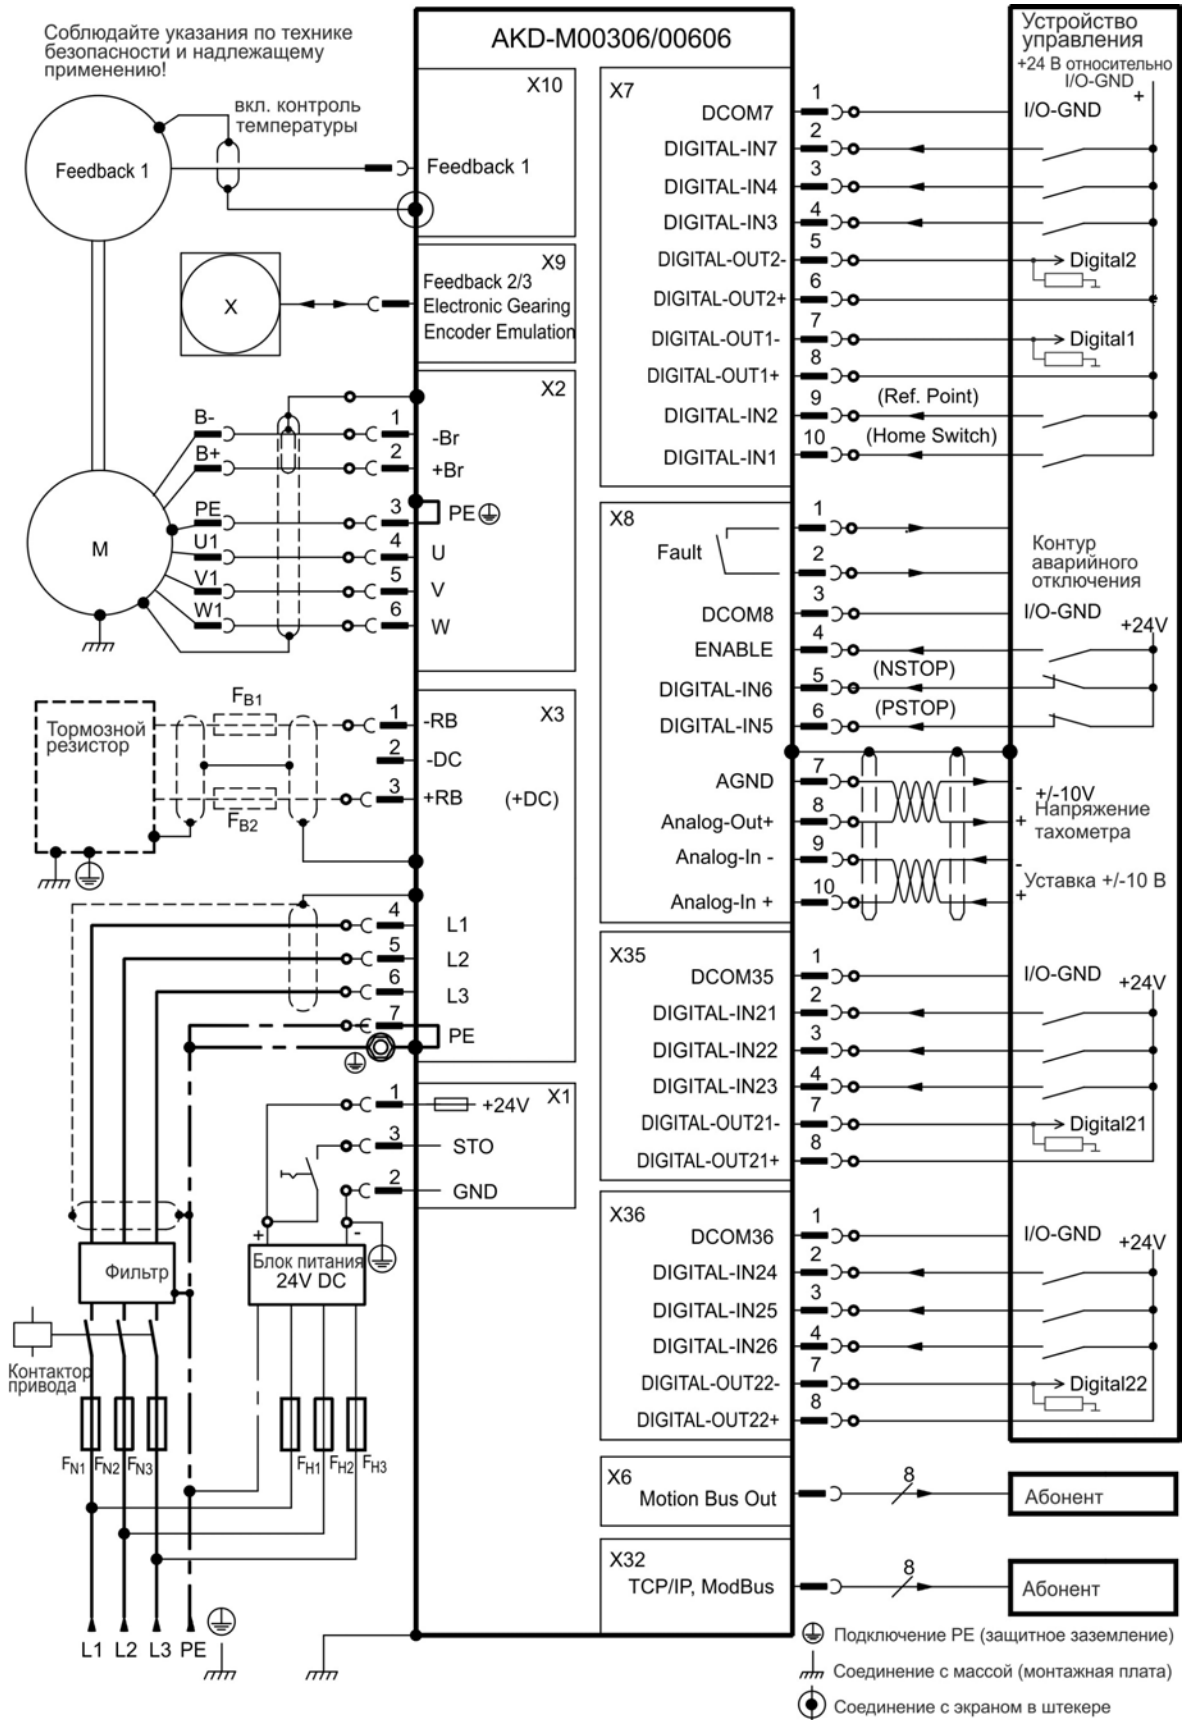 Соблюдайте указания по технике
безопасности и надлежащему
применению!
AKD-M00306/00606
Устройство
управления
+24 В относительно
I/O-GND
+
вкл. контроль
температуры
Feedback 1
X10
Feedback 1
X
X9
Feedback 2/3
Electronic Gearing
Encoder Emulation
X2
B-
1
-Br
B+
2
+Br
PE
3
PE
U1
4
U
V1
5
V
W1
6
W
M
X3
Тормозной
резистор
FB1
FB2
1
-RB
2
-DC
3
+RB
(+DC)
4
L1
5
L2
6
L3
7
PE
X1
1
+24V
3
STO
2
GND
+
-
Блок питания
24V DC
Фильтр
Контактор
привода
FN1
FN2
FN3
FH1
FH2
FH3
L1
L2
L3
PE
X7
DCOM7
1
I/O-GND
DIGITAL-IN7
2
DIGITAL-IN4
3
DIGITAL-IN3
4
DIGITAL-OUT2-
5
Digital2
DIGITAL-OUT2+
6
DIGITAL-OUT1-
7
Digital1
DIGITAL-OUT1+
8
DIGITAL-IN2
9
(Ref. Point)
DIGITAL-IN1
10
(Home Switch)
X8
Fault
1
2
Контур
аварийного
отключения
DCOM8
3
I/O-GND
+24V
ENABLE
4
DIGITAL-IN6
5
(NSTOP)
DIGITAL-IN5
6
(PSTOP)
AGND
7
-
+/-10V
Analog-Out+
8
+
Напряжение
тахометра
Analog-In -
9
-
Уставка +/-10 В
Analog-In +
10
+
X35
DCOM35
1
I/O-GND
+24V
DIGITAL-IN21
2
DIGITAL-IN22
3
DIGITAL-IN23
4
DIGITAL-OUT21-
7
Digital21
DIGITAL-OUT21+
8
X36
DCOM36
1
I/O-GND
+24V
DIGITAL-IN24
2
DIGITAL-IN25
3
DIGITAL-IN26
4
DIGITAL-OUT22-
7
Digital22
DIGITAL-OUT22+
8
X6
Motion Bus Out
8
Абонент
X32
TCP/IP, ModBus
8
Абонент
Подключение PE (защитное заземление)
Соединение с массой (монтажная плата)
Соединение с экраном в штекере